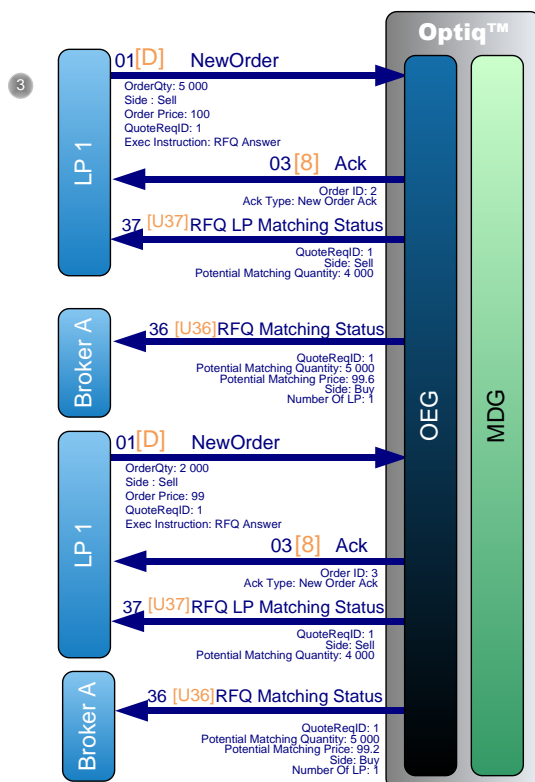 Optiq™
01[D] NewOrder
3
OrderQty: 5 000
Side : Sell
Order Price: 100
QuoteReqID: 1
Exec Instruction: RFQ Answer
LP 1
03[8] Ack
Order ID: 2
Ack Type: New Order Ack
37 [U37]RFQ LP Matching Status
QuoteReqID: 1
Side: Sell
Potential Matching Quantity: 4 000
Broker A
36 [U36]RFQ Matching Status
QuoteReqID: 1
Potential Matching Quantity: 5 000
Potential Matching Price: 99.6
Side: Buy
Number Of LP: 1
OEG
MDG
01[D] NewOrder
OrderQty: 2 000
Side : Sell
Order Price: 99
QuoteReqID: 1
Exec Instruction: RFQ Answer
LP 1
03[8] Ack
Order ID: 3
Ack Type: New Order Ack
37 [U37]RFQ LP Matching Status
QuoteReqID: 1
Side: Sell
Potential Matching Quantity: 4 000
Broker A
36 [U36]RFQ Matching Status
QuoteReqID: 1
Potential Matching Quantity: 5 000
Potential Matching Price: 99.2
Side: Buy
Number Of LP: 1